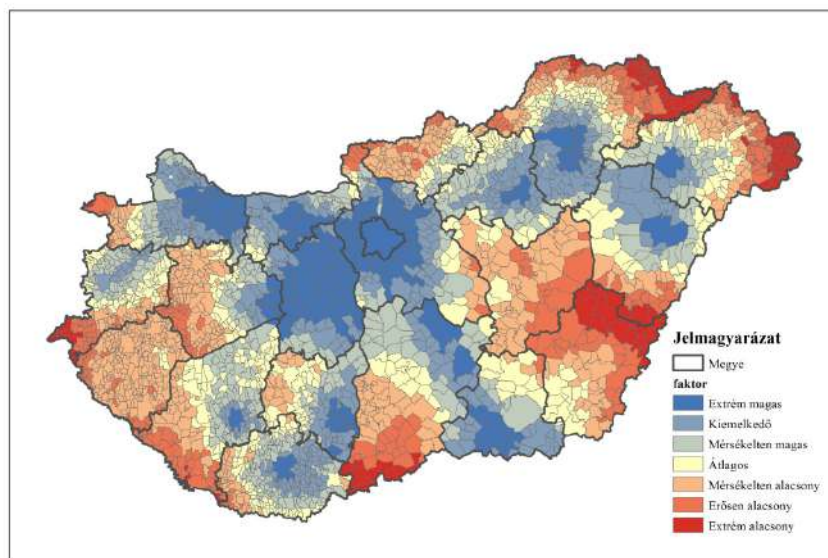 Jelmagyarázat
Megye
faktor
Extrém magas
Kiemelkedő
Mérsékelten magas
Átlagos
Mérsékelten alacsony
Erősen alacsony
Extrém alacsony